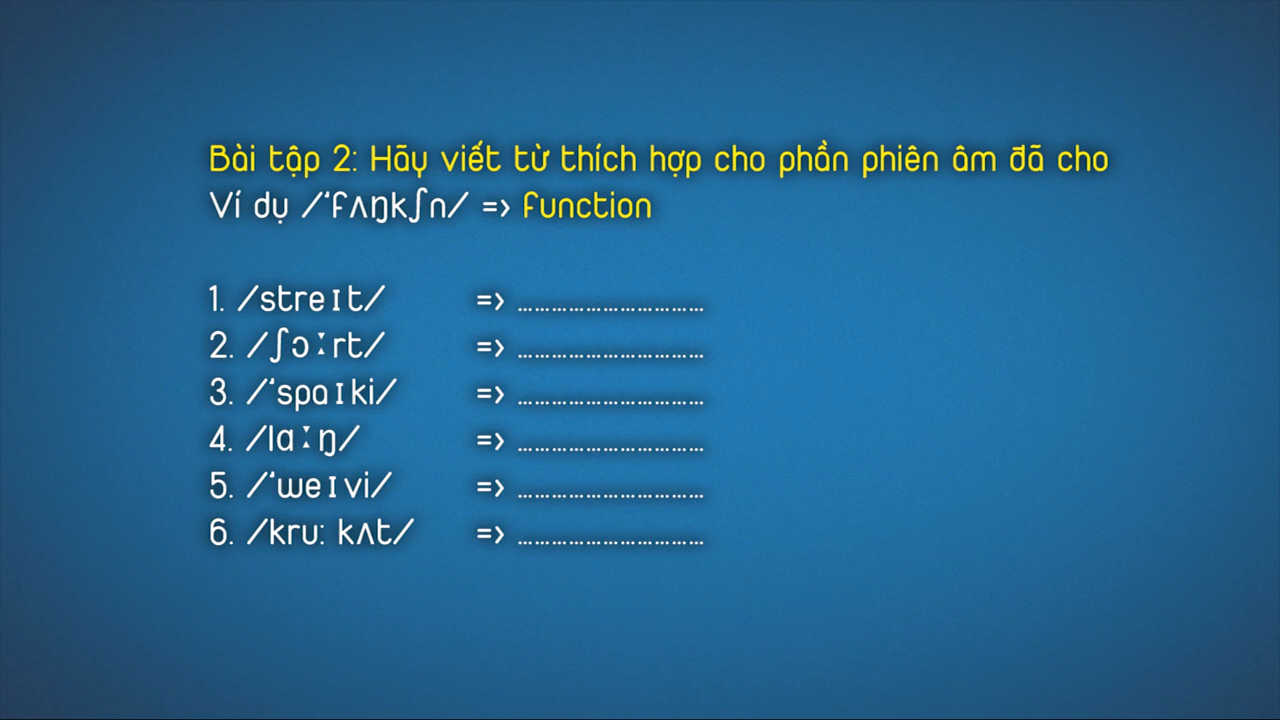 Bài tập 2: Hãy viết từ thích hợp cho phần phiên âm đã cho
Ví dụ /ˈfʌŋkʃn/ => function
1. /streɪt/ => ……………………………
2. /ʃɔːrt/ => ……………………………
3. /ˈspaɪki/ => ……………………………
4. /lɑːŋ/ => ……………………………
5. /ˈweɪvi/ => ……………………………
6. /kru: kʌt/ => ……………………………